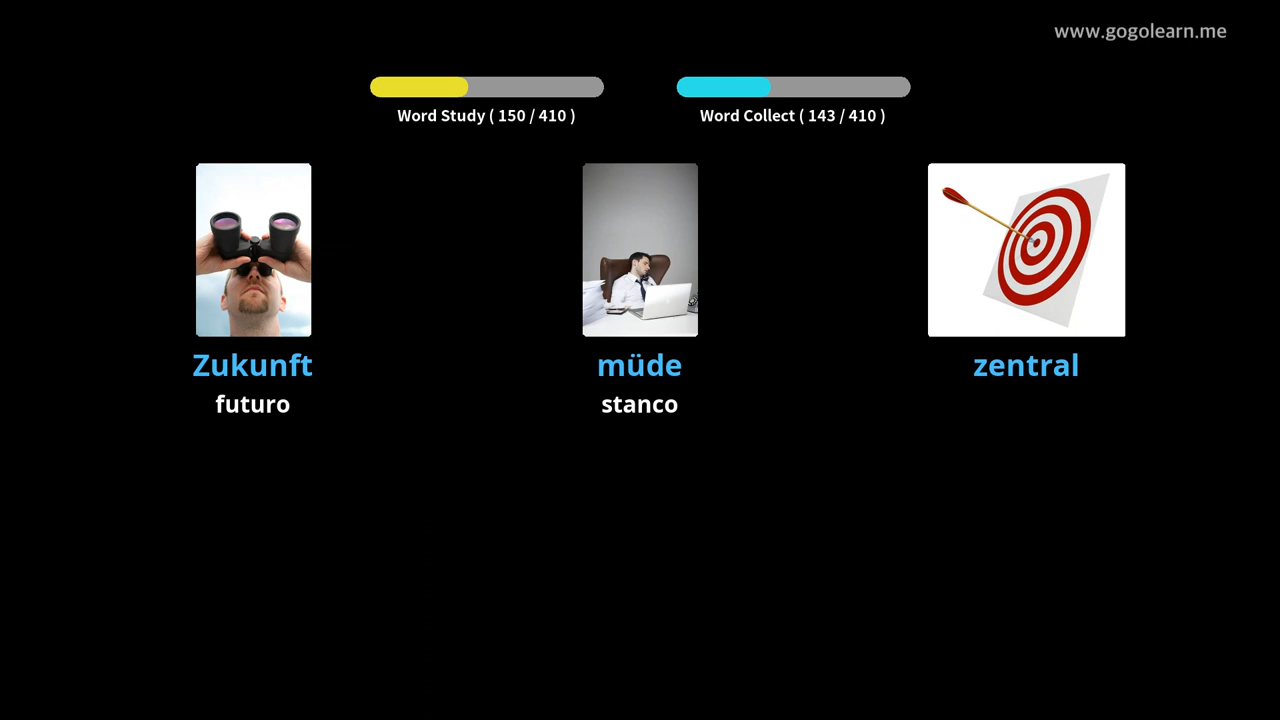 www.gogolearn.me
Word Study ( 150 / 410 )
Word Collect ( 143 / 410 )
Zukunft
futuro
müde
stanco
zentral